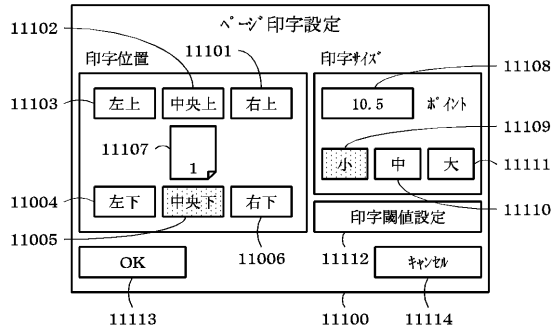 ﾍﾟｰｼﾞ印字設定
11102
11101
印字位置
印字ｻｲｽﾞ
11108
11103
左上
中央上
右上
10.5
ﾎﾟｲﾝﾄ
11109
11107
1
小
中
大
11111
11004
左下
中央下
右下
11110
11005
11006
印字閾値設定
11112
OK
ｷｬﾝｾﾙ
11113
11100
11114